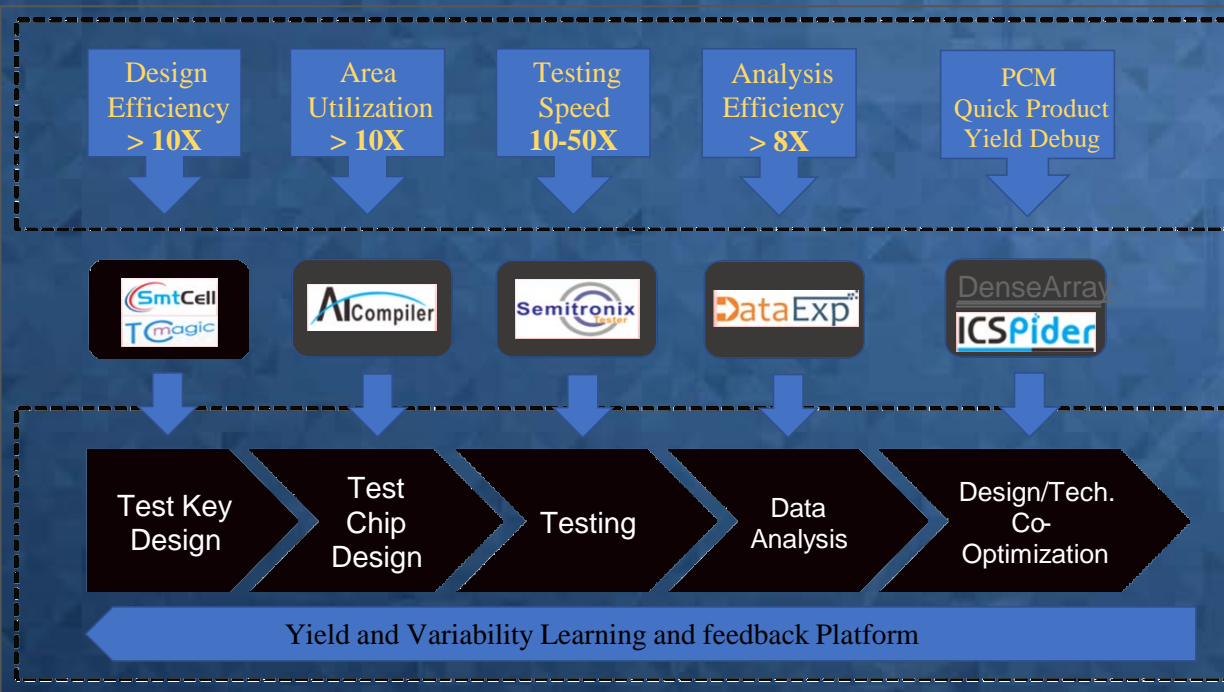 Design
Efficiency
> 10X
Area
Utilization
> 10X
Testing
Speed
10-50X
Analysis
Efficiency
> 8X
PCM
Quick Product
Yield Debug
SmtCell
TCmagic
AICompiler
Semitronix
Tester
DataExp
DenseArray
ICSPider
Test Key
Design
Test
Chip
Design
Testing
Data
Analysis
Design/Tech.
Co-
Optimization
Yield and Variability Learning and feedback Platform